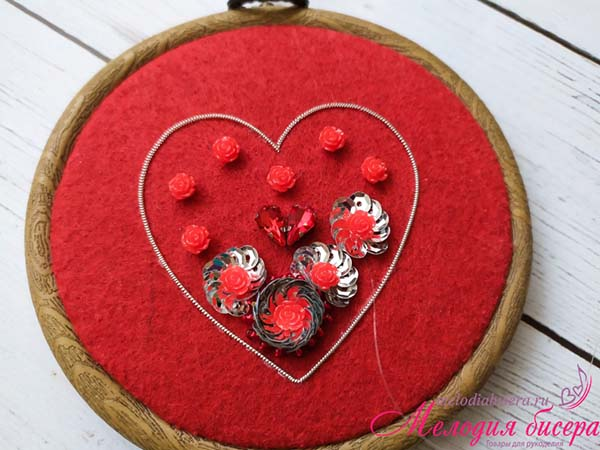 melodiabisera.ru
Мелодия бисера
Товары для рукоделия